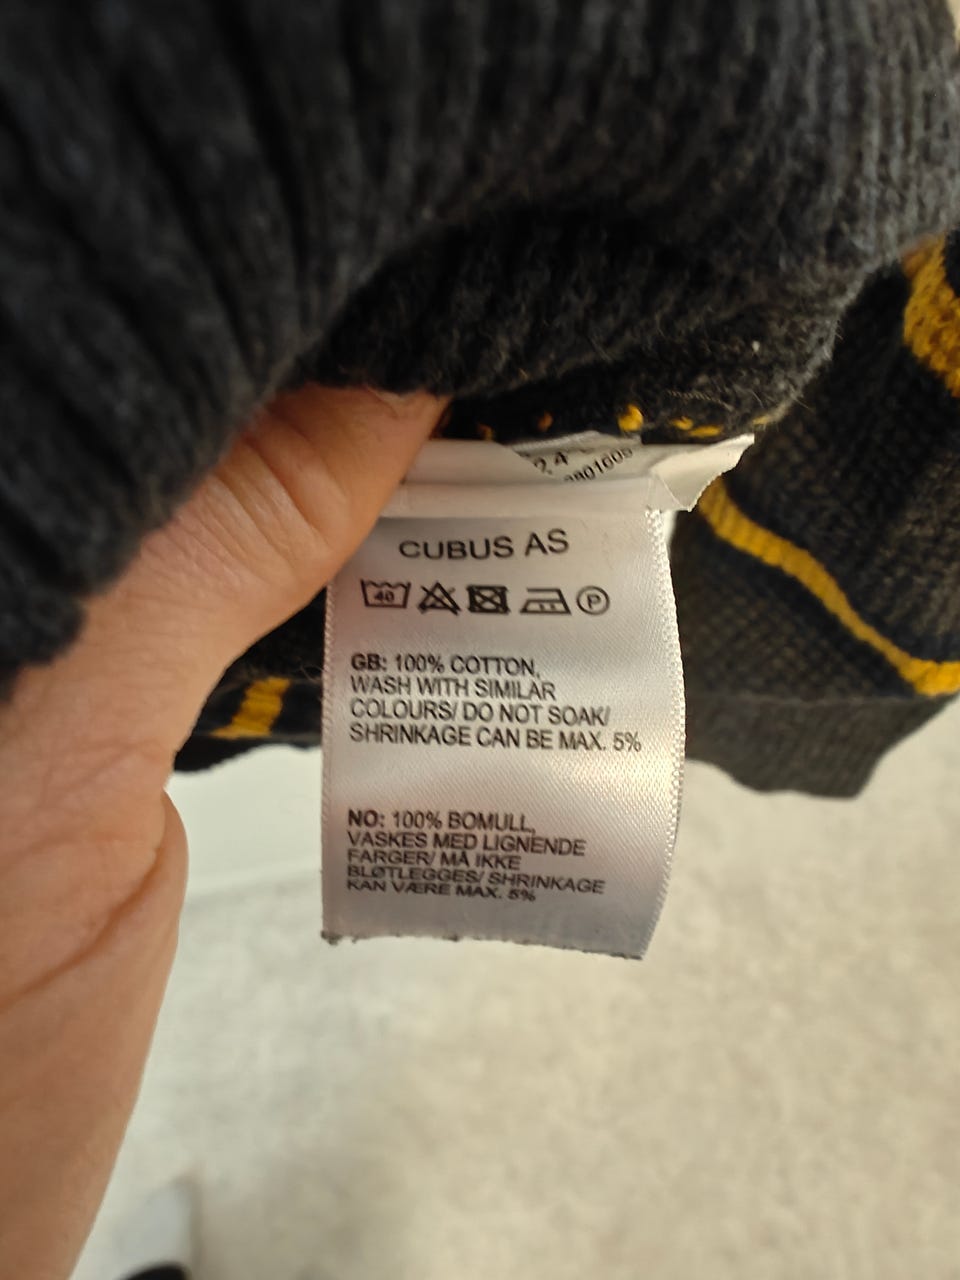 CUBUS AS
40 P
GB: 100% COTTON,
WASH WITH SIMILAR
COLOURS/ DO NOT SOAK/
SHRINKAGE CAN BE MAX. 5%
NO: 100% BOMULL,
VASKES MED LIGNENDE
FARGER/ MÅ IKKE
BLØTLEGGES/ SHRINKAGE
KAN VÆRE MAX. 5%